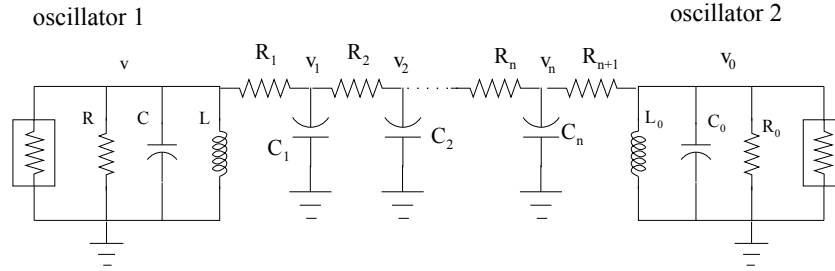 oscillator 1
oscillator 2
v
R₁
v₁
R₂
v₂
Rₙ
vₙ
Rₙ₊₁
v₀
R
C
L
C₁
C₂
Cₙ
L₀
C₀
R₀